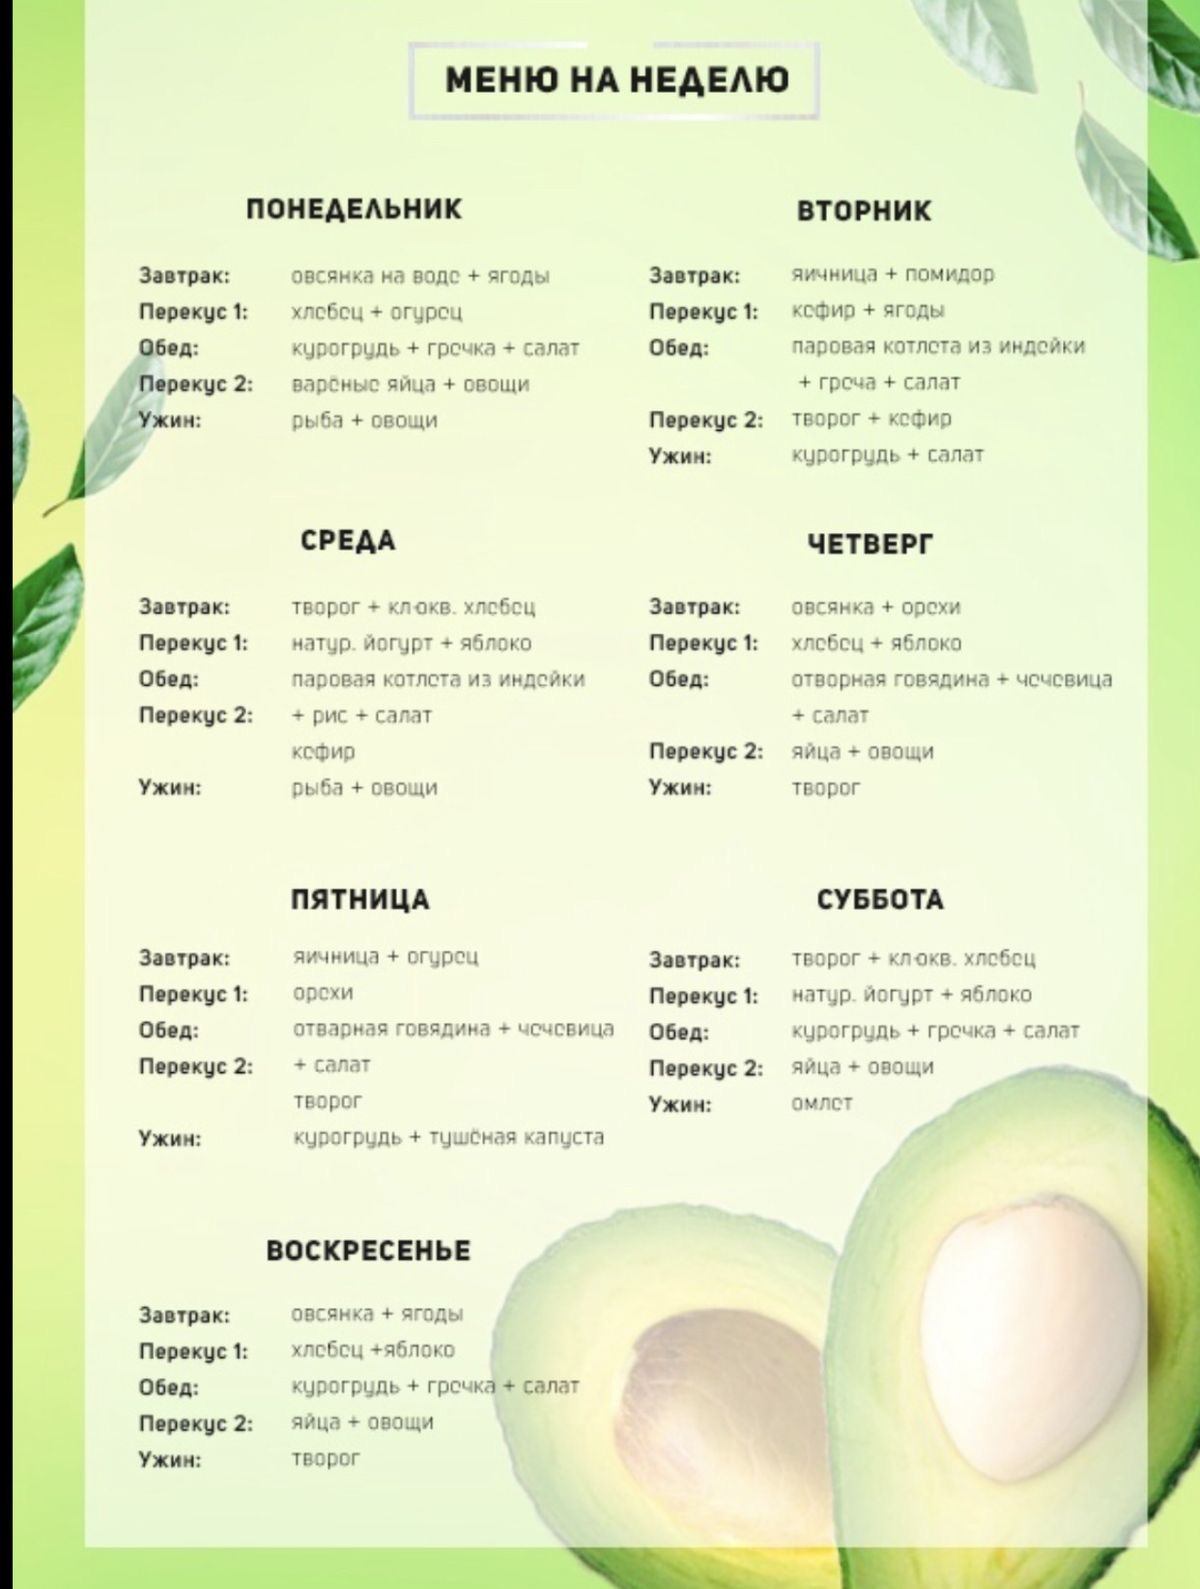 МЕНЮ НА НЕДЕЛЮ
ПОНЕДЕЛЬНИК
Завтрак: овсянка на воде + ягоды
Перекус 1: хлебец + огурец
Обед: курогрудь + гречка + салат
Перекус 2: варёные яйца + овощи
Ужин: рыба + овощи
ВТОРНИК
Завтрак: яичница + помидор
Перекус 1: кефир + ягоды
Обед: паровая котлета из индейки
+ греча + салат
Перекус 2: творог + кефир
Ужин: курогрудь + салат
СРЕДА
Завтрак: творог + клюкв. хлебец
Перекус 1: натур. йогурт + яблоко
Обед: паровая котлета из индейки
Перекус 2: + рис + салат
кефир
Ужин: рыба + овощи
ЧЕТВЕРГ
Завтрак: овсянка + орехи
Перекус 1: хлебец + яблоко
Обед: отворная говядина + чечевица
+ салат
Перекус 2: яйца + овощи
Ужин: творог
ПЯТНИЦА
Завтрак: яичница + огурец
Перекус 1: орехи
Обед: отварная говядина + чечевица
Перекус 2: + салат
творог
Ужин: курогрудь + тушёная капуста
СУББОТА
Завтрак: творог + клюкв. хлебец
Перекус 1: натур. йогурт + яблоко
Обед: курогрудь + гречка + салат
Перекус 2: яйца + овощи
Ужин: омлет
ВОСКРЕСЕНЬЕ
Завтрак: овсянка + ягоды
Перекус 1: хлебец +яблоко
Обед: курогрудь + гречка + салат
Перекус 2: яйца + овощи
Ужин: творог